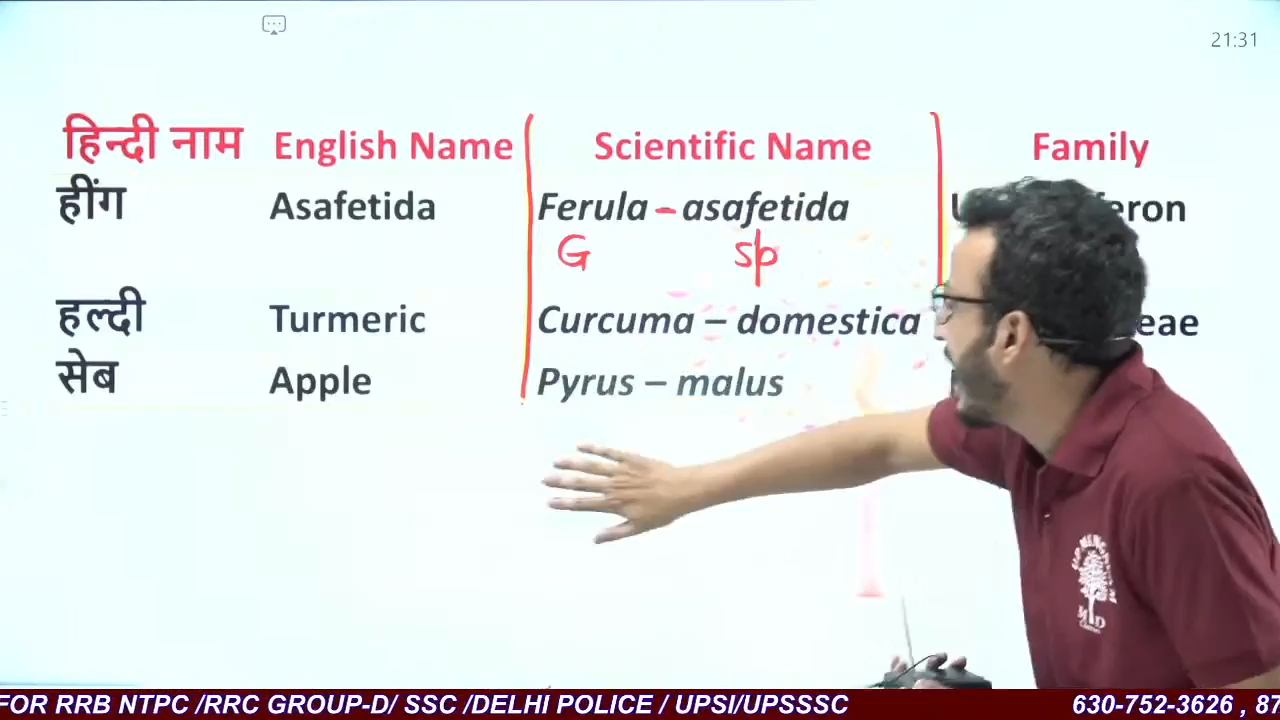 21:31
हिन्दी नाम English Name Scientific Name Family
हींग Asafetida Ferula – asafetida
G sp
हल्दी Turmeric Curcuma – domestica
सेब Apple Pyrus – malus
FOR RRB NTPC /RRC GROUP-D/ SSC /DELHI POLICE / UPSI/UPSSSC 630-752-3626 , 87